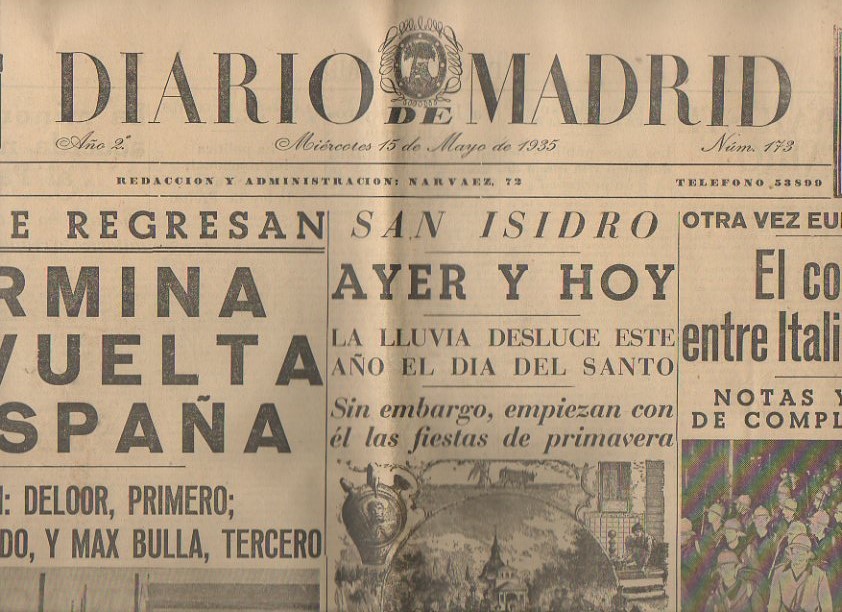 DIARIO DE MADRID
Año 2.º
Miércoles 15 de Mayo de 1935
Núm. 173
REDACCION Y ADMINISTRACION: NARVAEZ, 72
TELEFONO 53899
E REGRESAN
RMINA
VUELTA
SPAÑA
: DELOOR, PRIMERO;
DO, Y MAX BULLA, TERCERO
SAN ISIDRO
AYER Y HOY
LA LLUVIA DESLUCE ESTE
AÑO EL DIA DEL SANTO
Sin embargo, empiezan con
él las fiestas de primavera
OTRA VEZ EU
El co
entre Itali
NOTAS Y
DE COMPL